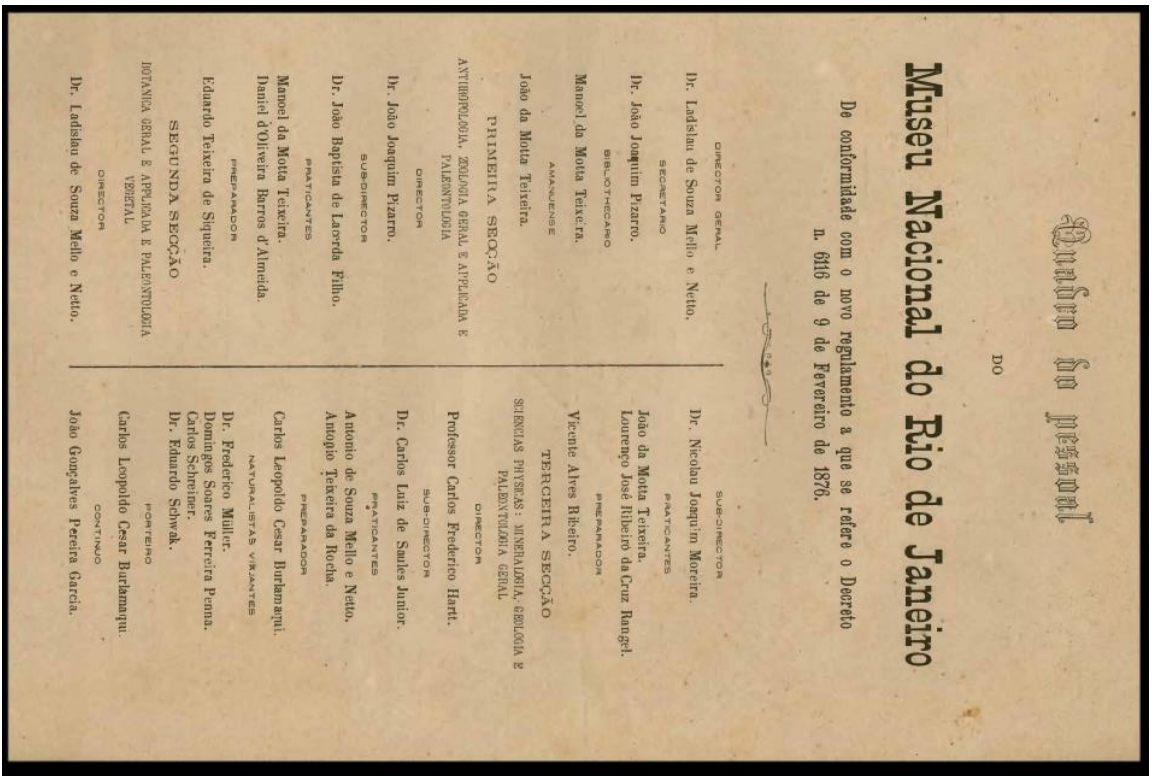 Quadro do pessoal
DO
Museu Nacional do Rio de Janeiro
De conformidade com o novo regulamento a que se refere o Decreto
n. 6116 de 9 de Fevereiro de 1876.
DIRECTOR GERAL
Dr. Ladislau de Souza Mello e Netto.
SECRETARIO
Dr. João Joaquim Pizarro.
BIBLIOTHECARIO
Manoel da Motta Teixeira.
AMANUENSE
João da Motta Teixeira.
PRIMEIRA SECÇÃO
ANTHROPOLOGIA, ZOOLOGIA GERAL E APPLICADA E
PALEONTOLOGIA
DIRECTOR
Dr. João Joaquim Pizarro.
SUB-DIRECTOR
Dr. João Baptista de Lacerda Filho.
PRATICANTES
Manoel da Motta Teixeira.
Daniel d'Oliveira Barros d'Almeida.
PREPARADOR
Eduardo Teixeira de Siqueira.
SEGUNDA SECÇÃO
BOTANICA GERAL E APPLICADA E PALEONTOLOGIA
VEGETAL
DIRECTOR
Dr. Ladislau de Souza Mello e Netto.
SUB-DIRECTOR
Dr. Nicolau Joaquim Moreira.
PRATICANTES
João da Motta Teixeira.
Lourenço José Ribeiro da Cruz Rangel.
PREPARADOR
Vicente Alves Ribeiro.
TERCEIRA SECÇÃO
SCIENCIAS PHYSICAS: MINERALOGIA, GEOLOGIA E
PALEONTOLOGIA GERAL
DIRECTOR
Professor Carlos Frederico Hartt.
SUB-DIRECTOR
Dr. Carlos Luiz de Saules Junior.
PRATICANTES
Antonio de Souza Mello e Netto.
Antonio Teixeira da Rocha.
PREPARADOR
Carlos Leopoldo Cesar Burlamaqui.
NATURALISTAS VIAJANTES
Dr. Frederico Müller.
Domingos Soares Ferreira Penna.
Carlos Schreiner.
Dr. Eduardo Schwak.
PORTEIRO
Carlos Leopoldo Cesar Burlamaqui.
CONTINUO
João Gonçalves Pereira Garcia.